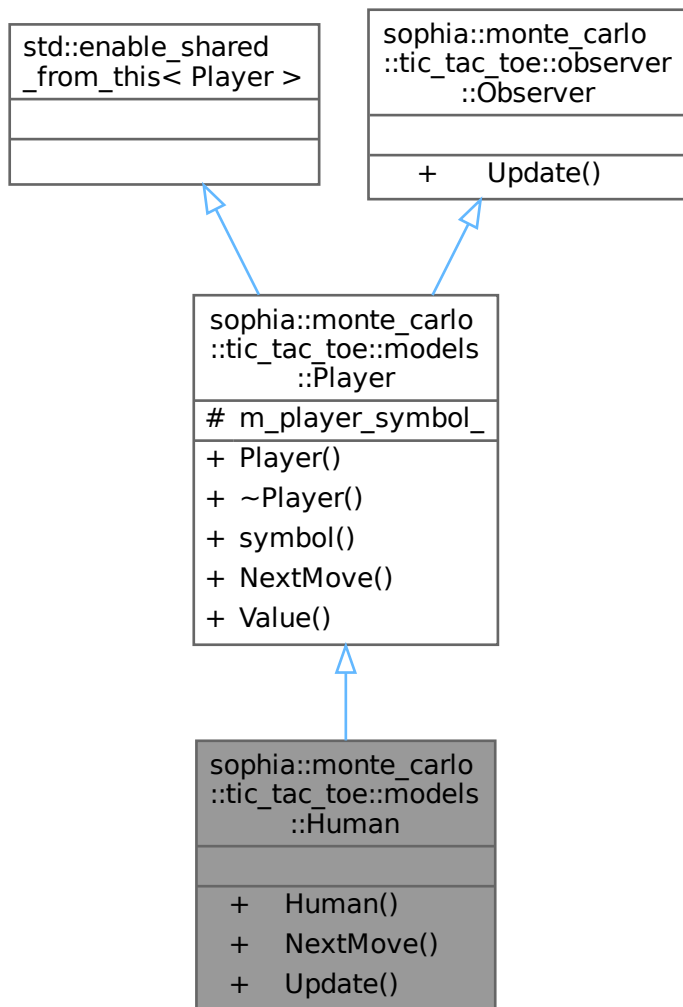 std::enable_shared
_from_this< Player >
sophia::monte_carlo
::tic_tac_toe::observer
::Observer
+ Update()
sophia::monte_carlo
::tic_tac_toe::models
::Player
# m_player_symbol_
+ Player()
+ ~Player()
+ symbol()
+ NextMove()
+ Value()
sophia::monte_carlo
::tic_tac_toe::models
::Human
+ Human()
+ NextMove()
+ Update()